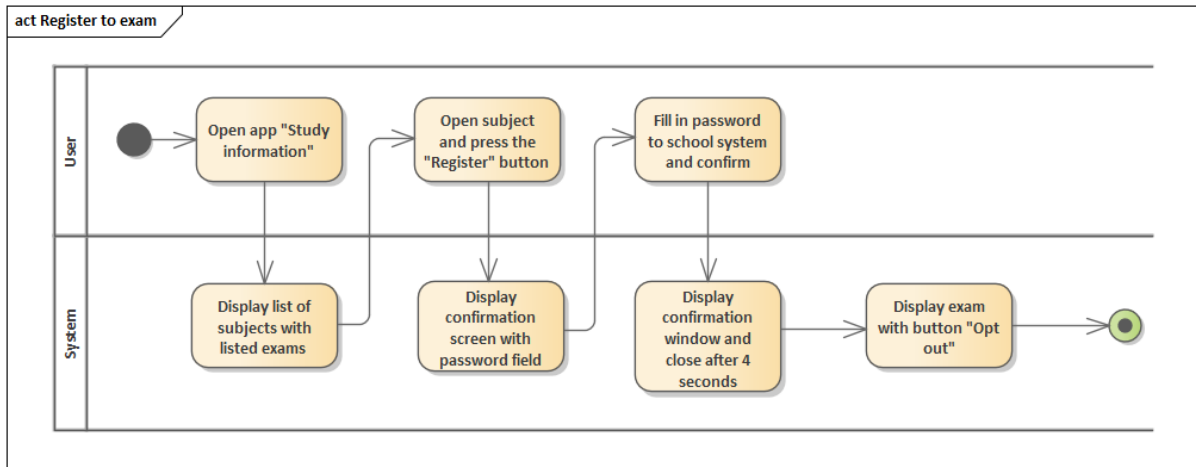 act Register to exam
User
Open app "Study
information"
Open subject
and press the
"Register" button
Fill in password
to school system
and confirm
System
Display list of
subjects with
listed exams
Display
confirmation
screen with
password field
Display
confirmation
window and
close after 4
seconds
Display exam
with button "Opt
out"